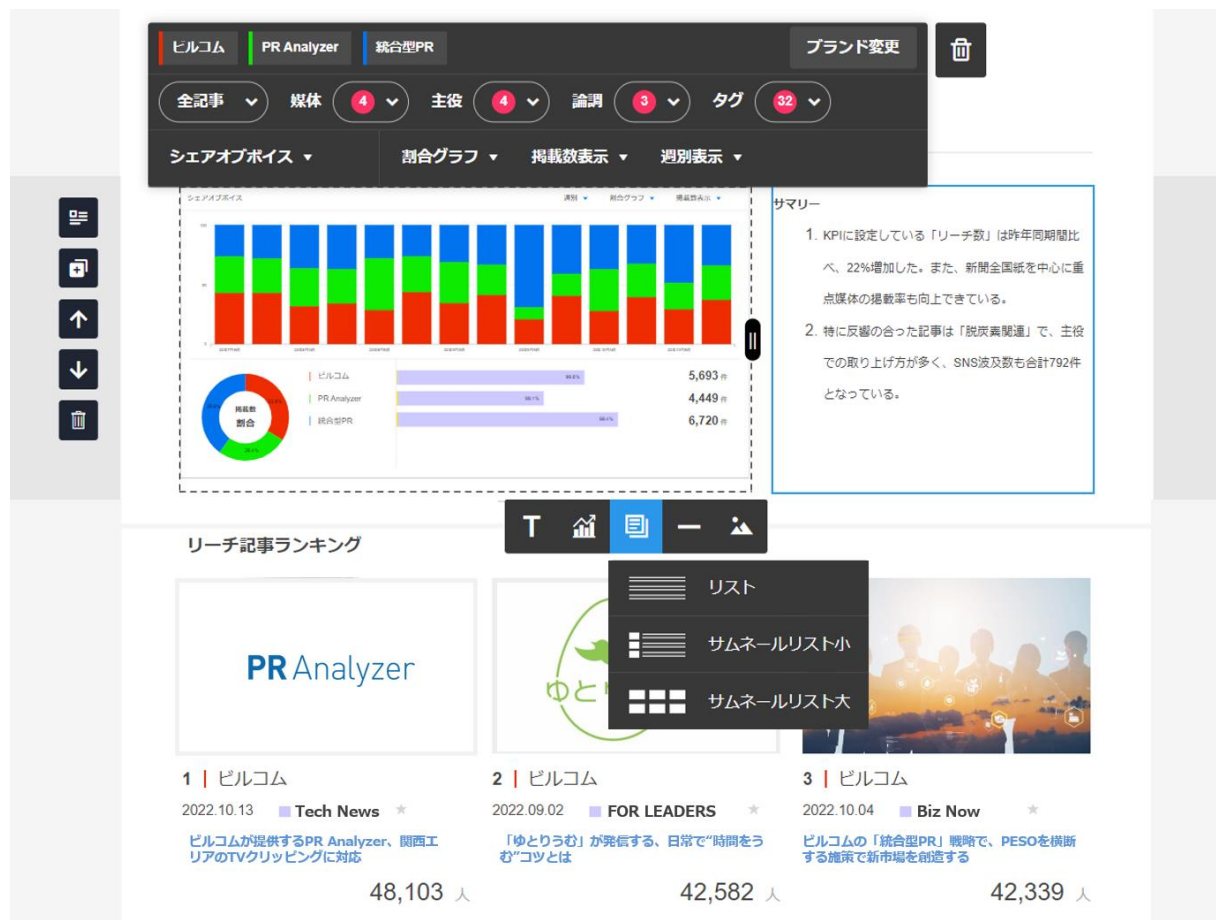 ビルコム PR Analyzer 統合型PR ブランド変更
全記事 媒体 4 主役 4 論調 3 タグ 32
シェアオブボイス 割合グラフ 掲載数表示 週別表示
シェアオブボイス 週別 割合グラフ 掲載数表示
サマリー
1. KPIに設定している「リーチ数」は昨年同期間比
べ、22%増加した。また、新聞全国紙を中心に重
点媒体の掲載率も向上できている。
2. 特に反響の合った記事は「脱炭素関連」で、主役
での取り上げ方が多く、SNS波及数も合計792件
となっている。
100
0
掲載数
割合
ビルコム 5,693 件
PR Analyzer 4,449 件
統合型PR 6,720 件
T
リスト
サムネールリスト小
サムネールリスト大
リーチ記事ランキング
PR Analyzer
ゆと
1 ビルコム
2022.10.13 Tech News
ビルコムが提供するPR Analyzer、関西エ
リアのTVクリッピングに対応
48,103 人
2 ビルコム
2022.09.02 FOR LEADERS
「ゆとりうむ」が発信する、日常で“時間をう
む”コツとは
42,582 人
3 ビルコム
2022.10.04 Biz Now
ビルコムの「統合型PR」戦略で、PESOを横断
する施策で新市場を創造する
42,339 人